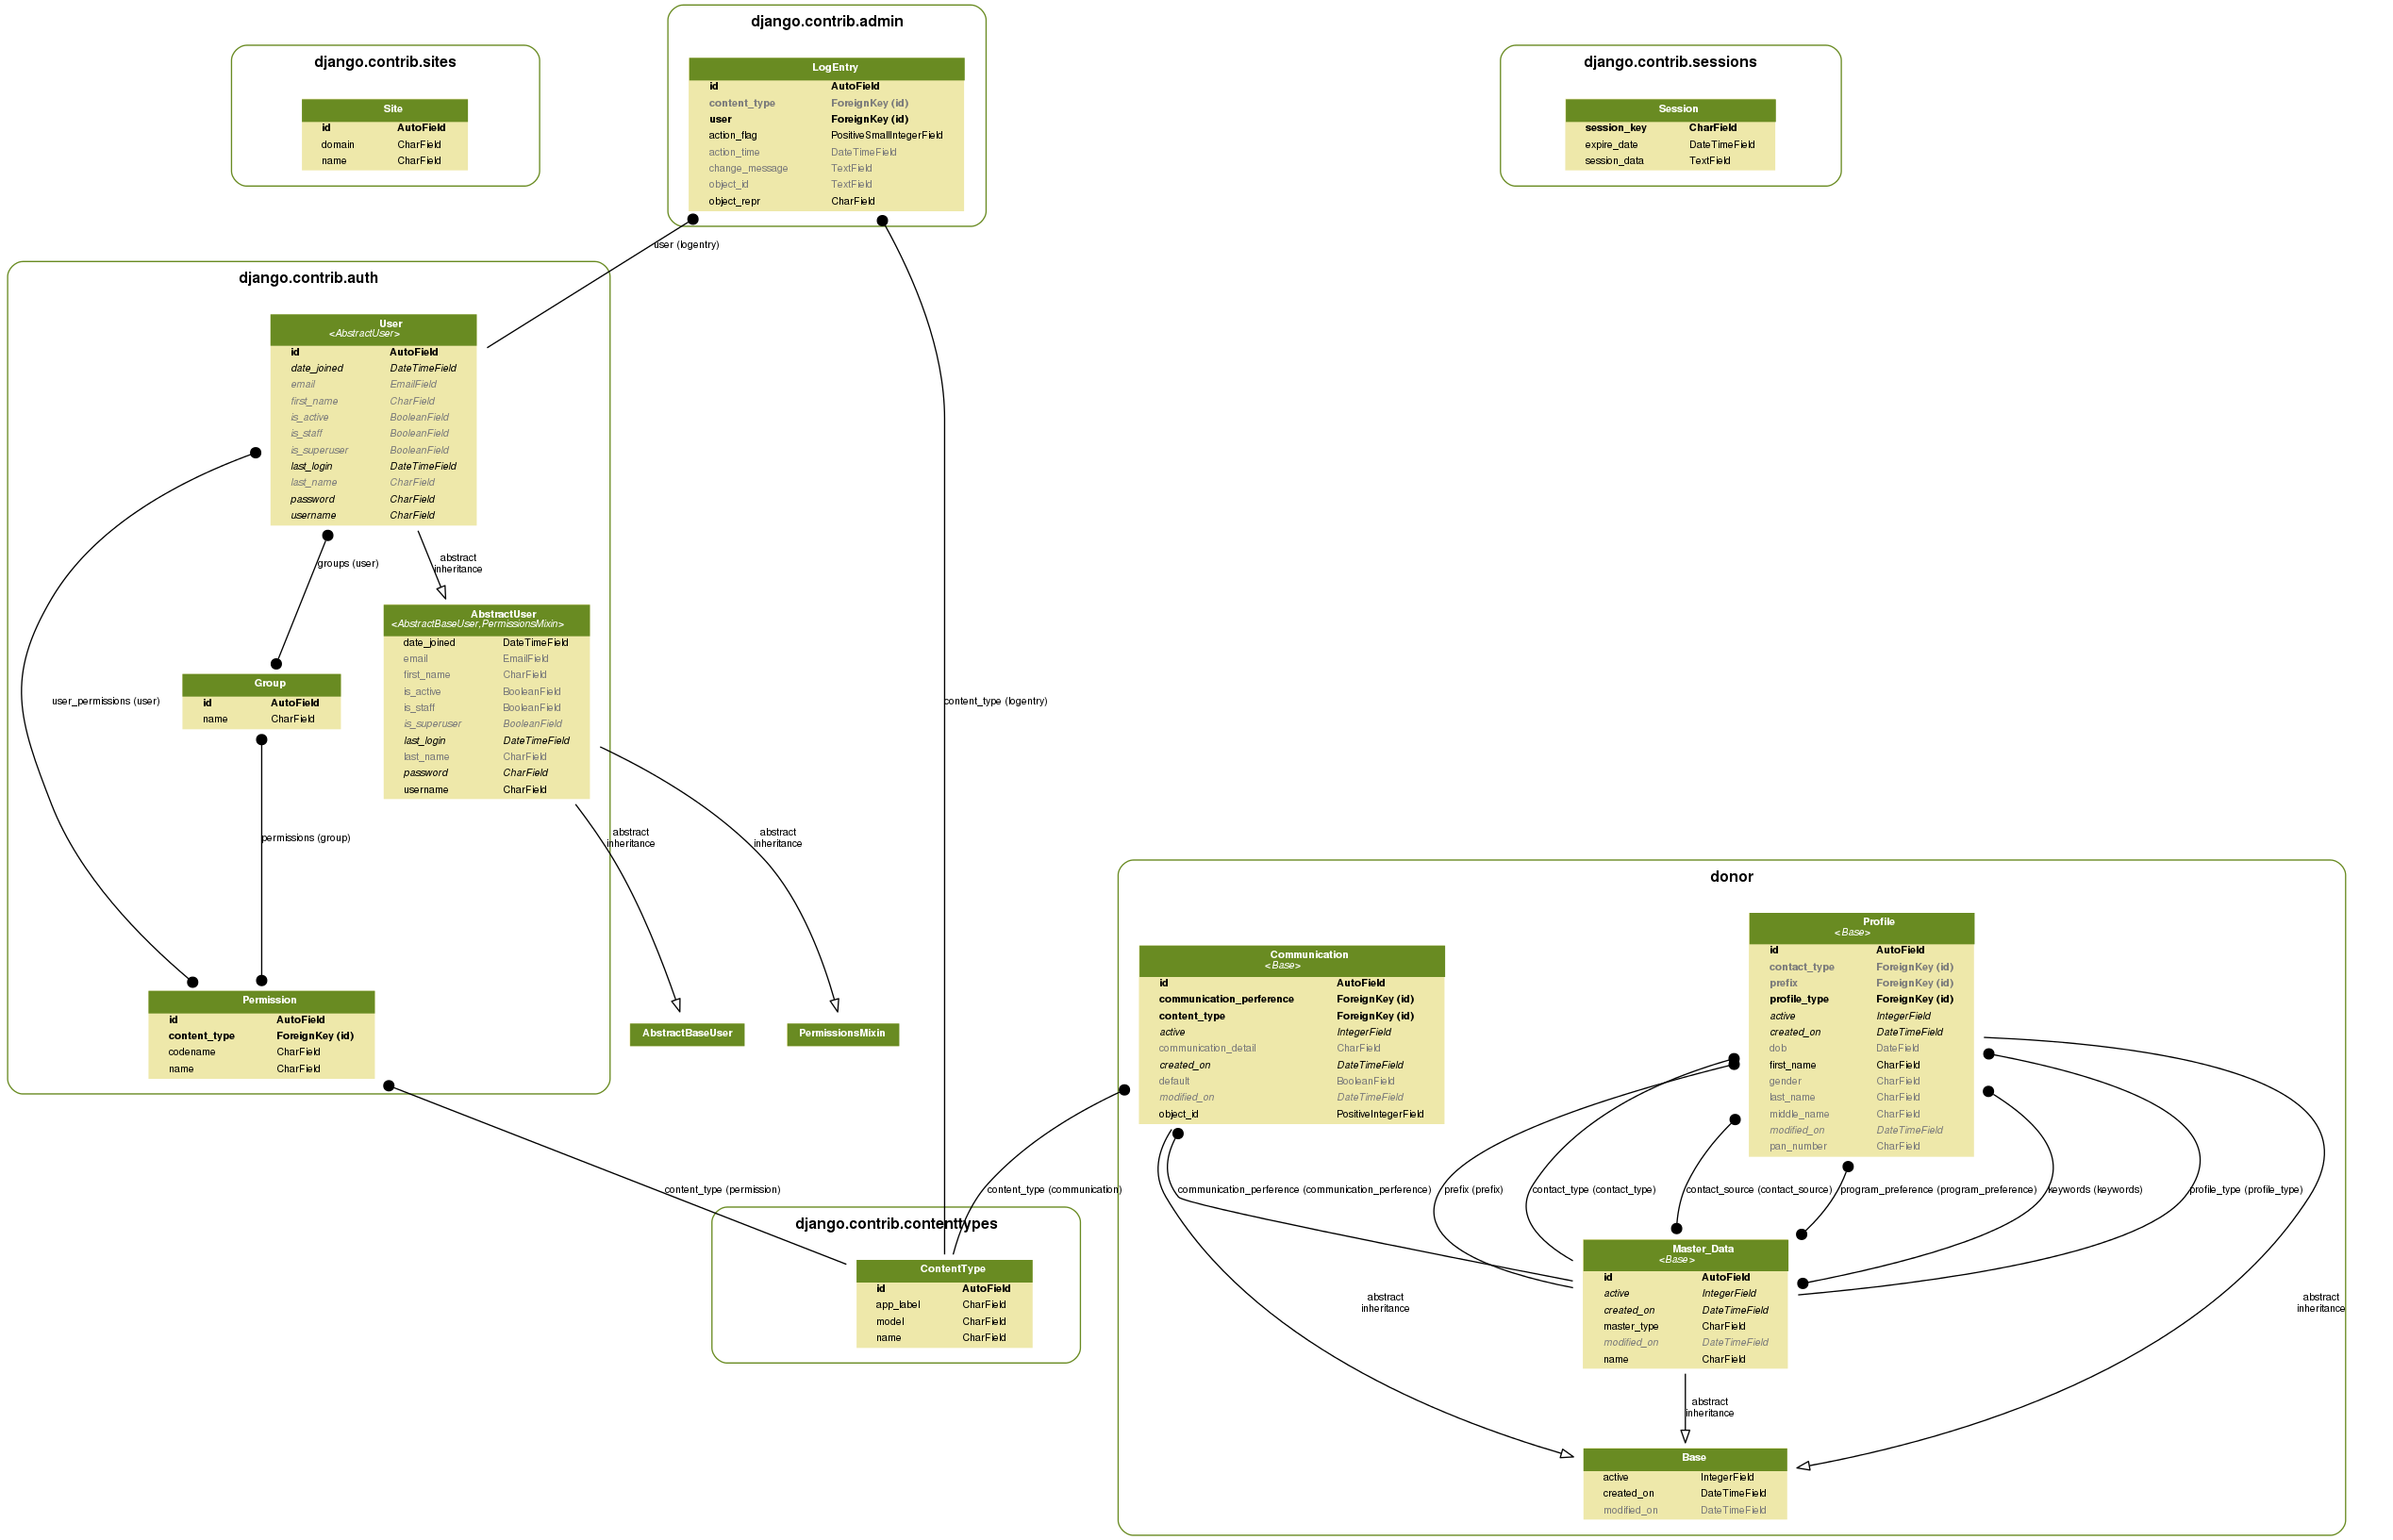 django.contrib.admin
LogEntry
id AutoField
content_type ForeignKey (id)
user ForeignKey (id)
action_flag PositiveSmallIntegerField
action_time DateTimeField
change_message TextField
object_id TextField
object_repr CharField
django.contrib.sites
Site
id AutoField
domain CharField
name CharField
django.contrib.sessions
Session
session_key CharField
expire_date DateTimeField
session_data TextField
user (logentry)
django.contrib.auth
User
<AbstractUser>
id AutoField
date_joined DateTimeField
email EmailField
first_name CharField
is_active BooleanField
is_staff BooleanField
is_superuser BooleanField
last_login DateTimeField
last_name CharField
password CharField
username CharField
groups (user)
abstract
inheritance
AbstractUser
<AbstractBaseUser,PermissionsMixin>
date_joined DateTimeField
email EmailField
first_name CharField
is_active BooleanField
is_staff BooleanField
is_superuser BooleanField
last_login DateTimeField
last_name CharField
password CharField
username CharField
Group
id AutoField
name CharField
user_permissions (user)
content_type (logentry)
permissions (group)
abstract
inheritance
abstract
inheritance
Permission
id AutoField
content_type ForeignKey (id)
codename CharField
name CharField
AbstractBaseUser
PermissionsMixin
donor
Communication
<Base>
id AutoField
communication_perference ForeignKey (id)
content_type ForeignKey (id)
active IntegerField
communication_detail CharField
created_on DateTimeField
default BooleanField
modified_on DateTimeField
object_id PositiveIntegerField
Profile
<Base>
id AutoField
contact_type ForeignKey (id)
prefix ForeignKey (id)
profile_type ForeignKey (id)
active IntegerField
created_on DateTimeField
dob DateField
first_name CharField
gender CharField
last_name CharField
middle_name CharField
modified_on DateTimeField
pan_number CharField
content_type (permission)
content_type (communication)
communication_perference (communication_perference)
prefix (prefix)
contact_type (contact_type)
contact_source (contact_source)
program_preference (program_preference)
keywords (keywords)
profile_type (profile_type)
django.contrib.contenttypes
ContentType
id AutoField
app_label CharField
model CharField
name CharField
Master_Data
<Base>
id AutoField
active IntegerField
created_on DateTimeField
master_type CharField
modified_on DateTimeField
name CharField
abstract
inheritance
abstract
inheritance
abstract
inheritance
Base
active IntegerField
created_on DateTimeField
modified_on DateTimeField